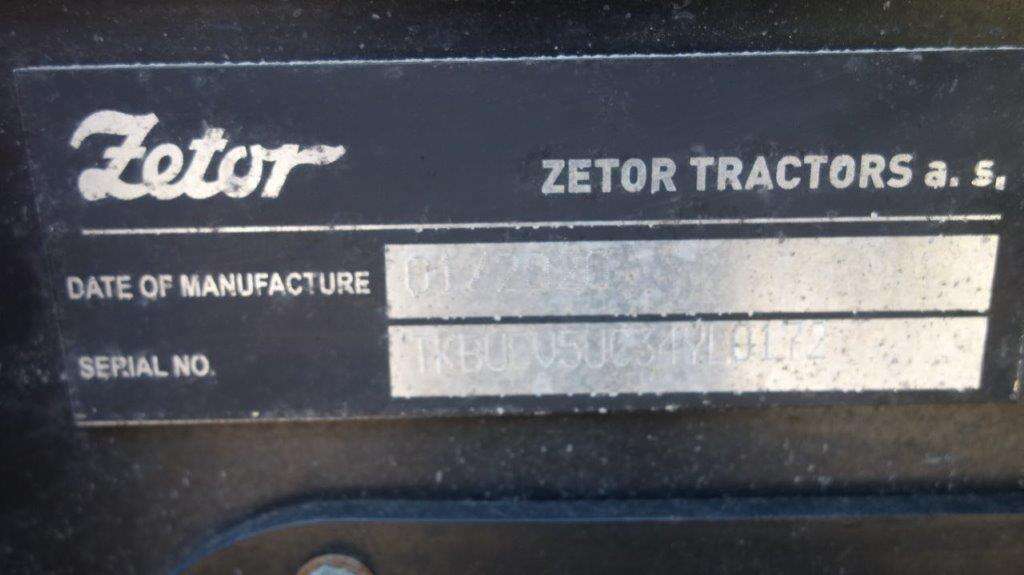 Zetor
ZETOR TRACTORS a. s.
DATE OF MANUFACTURE
SERIAL NO.